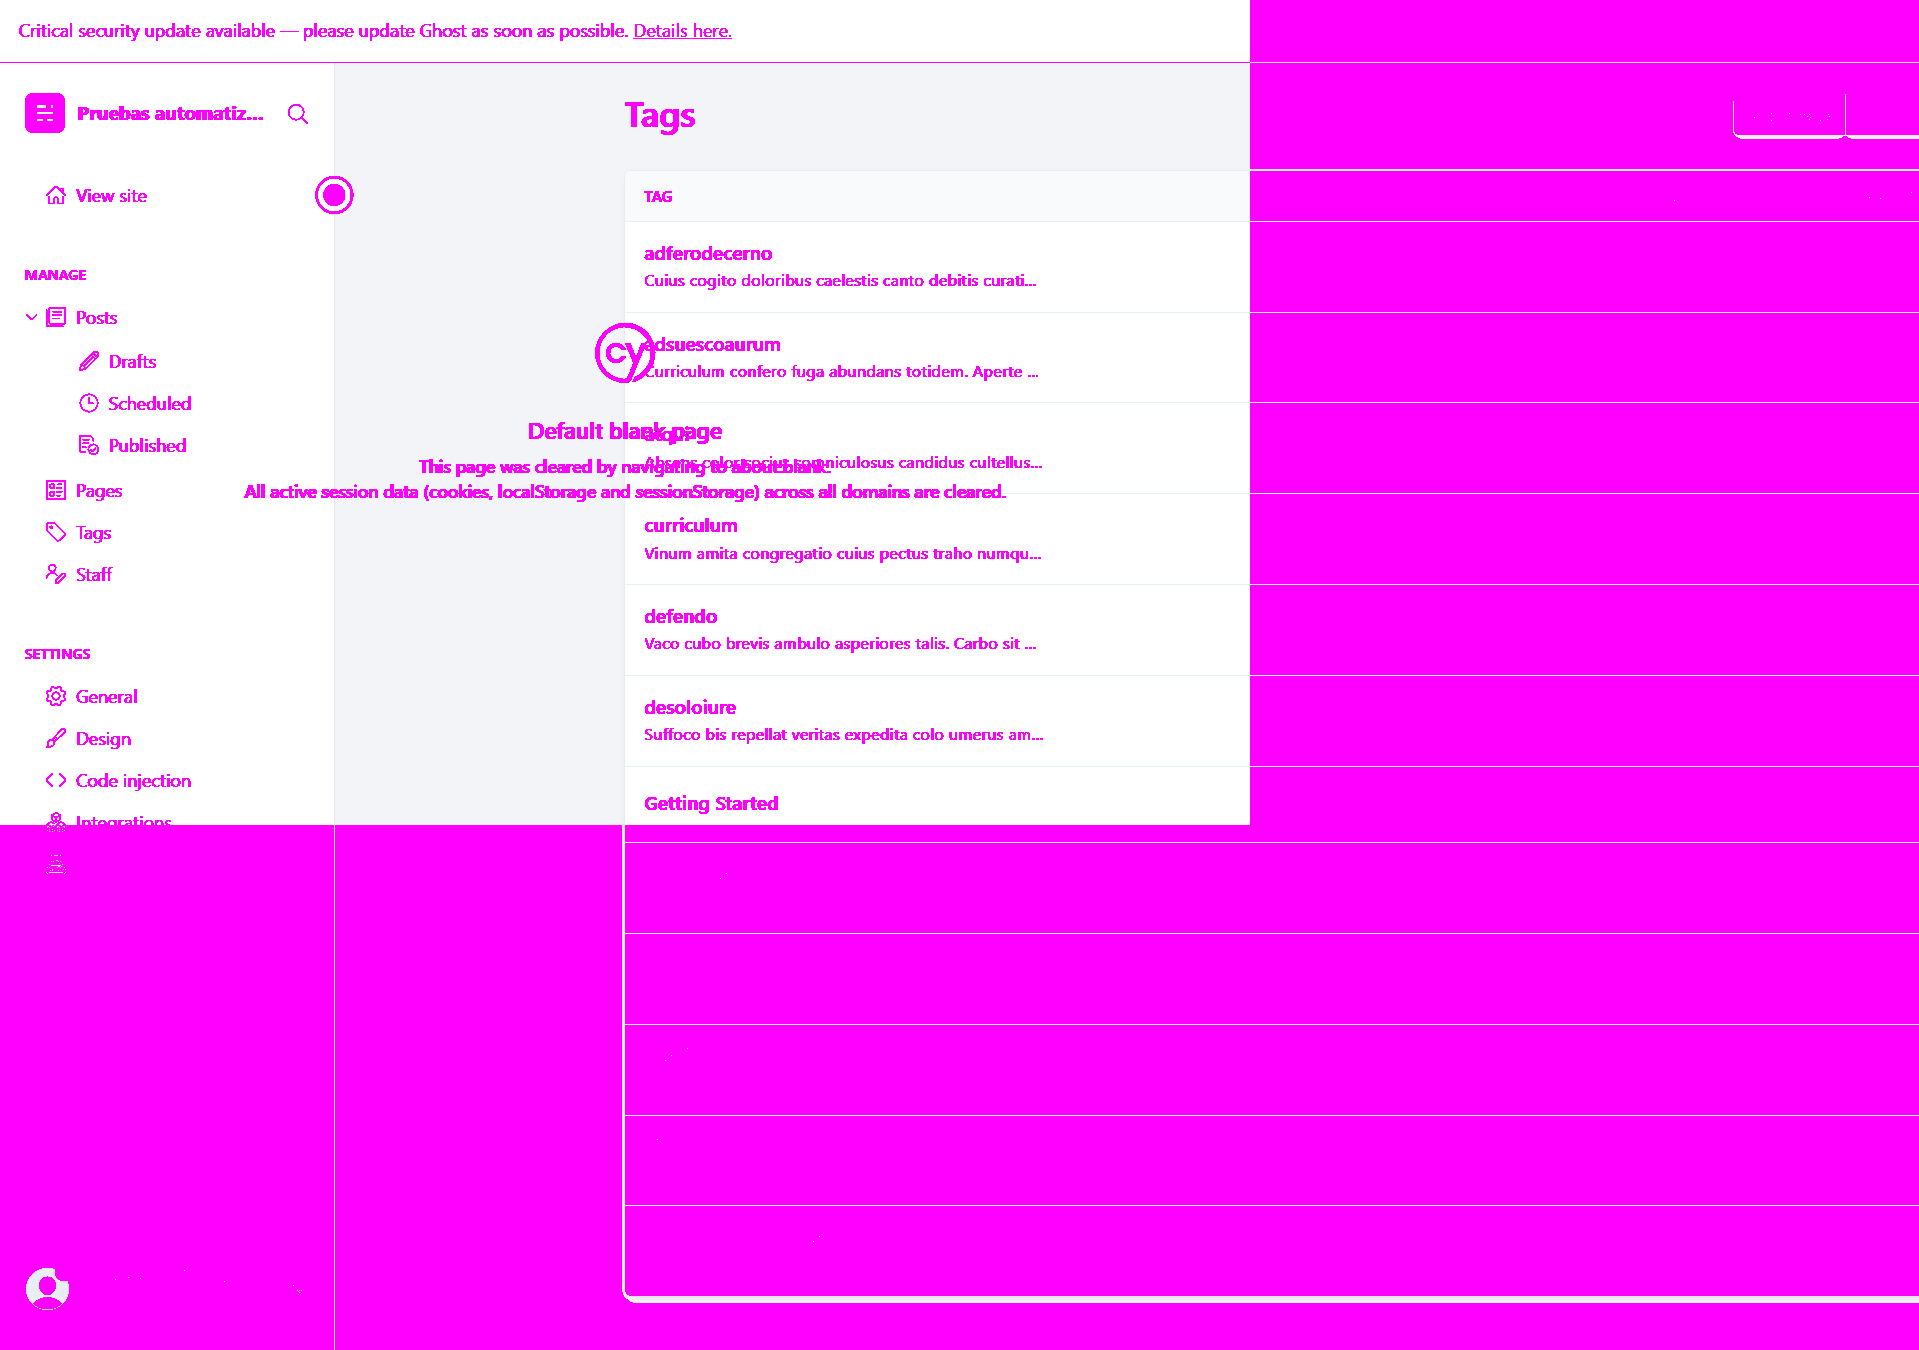 Critical security update available — please update Ghost as soon as possible. Details here.
Pruebas automatiz...
Tags
View site
TAG
adferodecerno
Cuius cogito doloribus caelestis canto debitis curati...
MANAGE
Posts
adsuescoaurum
Curriculum confero fuga abundans totidem. Aperte ...
Drafts
Scheduled
cy
Default blank page
Published
This page was cleared by navigating to about:blank.
niculosus candidus cultellus...
All active session data (cookies, localStorage and sessionStorage) across all domains are cleared.
Pages
curriculum
Vinum amita congregatio cuius pectus traho numqu...
Tags
Staff
defendo
Vaco cubo brevis ambulo asperiores talis. Carbo sit ...
SETTINGS
General
desoloiure
Suffoco bis repellat veritas expedita colo umerus am...
Design
Code injection
Getting Started
Integrations